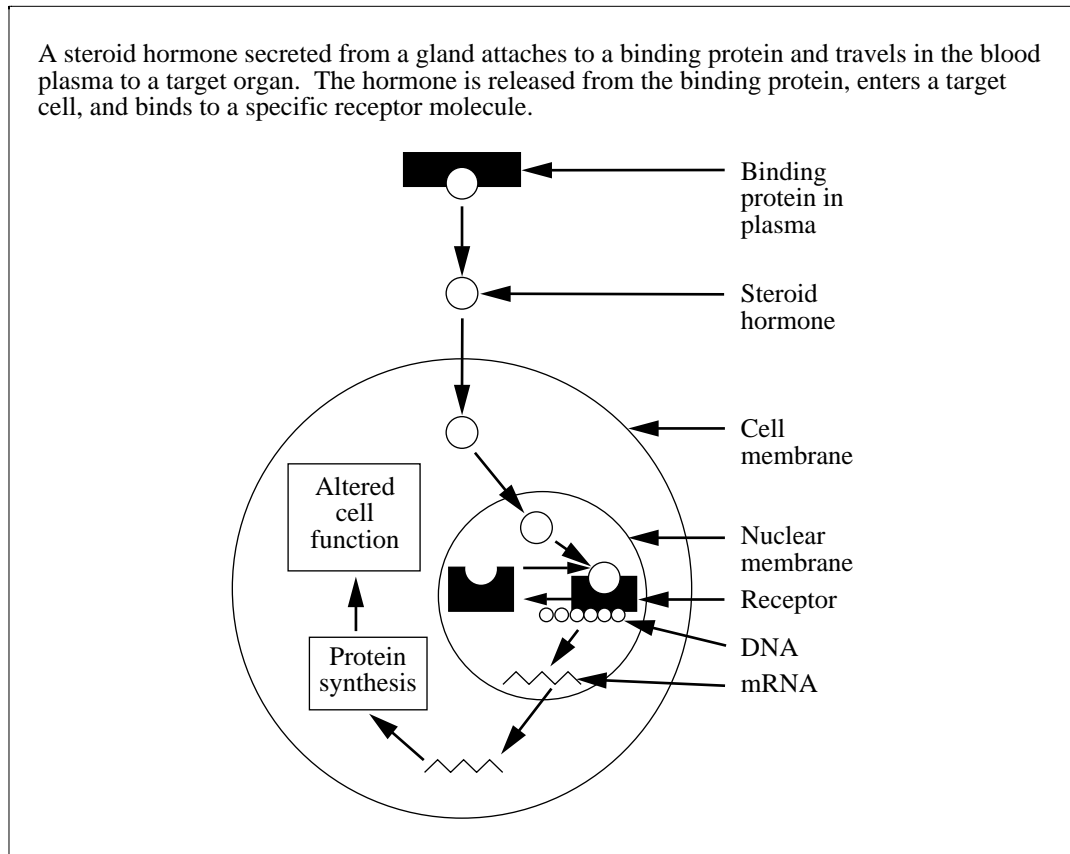 A steroid hormone secreted from a gland attaches to a binding protein and travels in the blood
plasma to a target organ.  The hormone is released from the binding protein, enters a target
cell, and binds to a specific receptor molecule.
Binding
protein in
plasma
Steroid
hormone
Cell
membrane
Altered
cell
function
Nuclear
membrane
Receptor
DNA
Protein
synthesis
mRNA